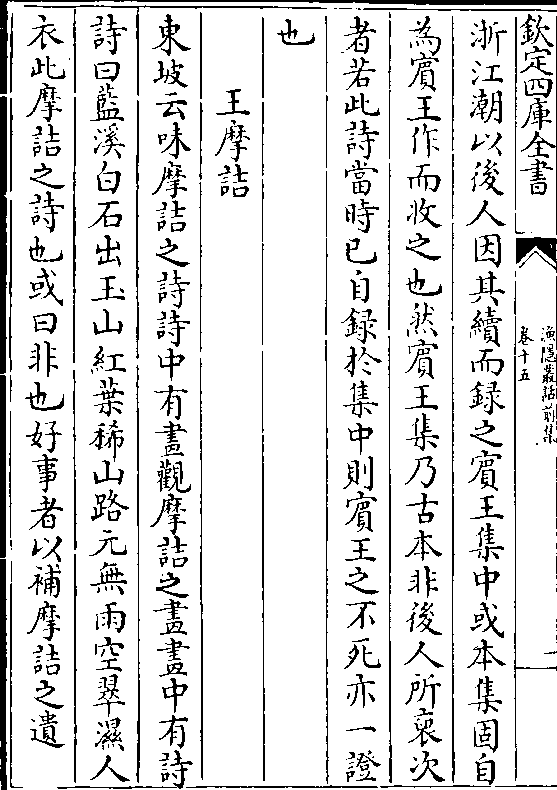 欽定四庫全書
漁隠叢話前集
卷十五
浙江潮以後人因其續而録之賓王集中或本集固自
為賓王作而收之也然賓王集乃古本非後人所裒次
者若此詩當時已自録於集中則賓王之不死亦一證
也
王摩詰
東坡云味摩詰之詩詩中有畫觀摩詰之畫畫中有詩
詩曰藍溪白石出玉山紅葉稀山路元無雨空翠濕人
衣此摩詰之詩也或曰非也好事者以補摩詰之遺